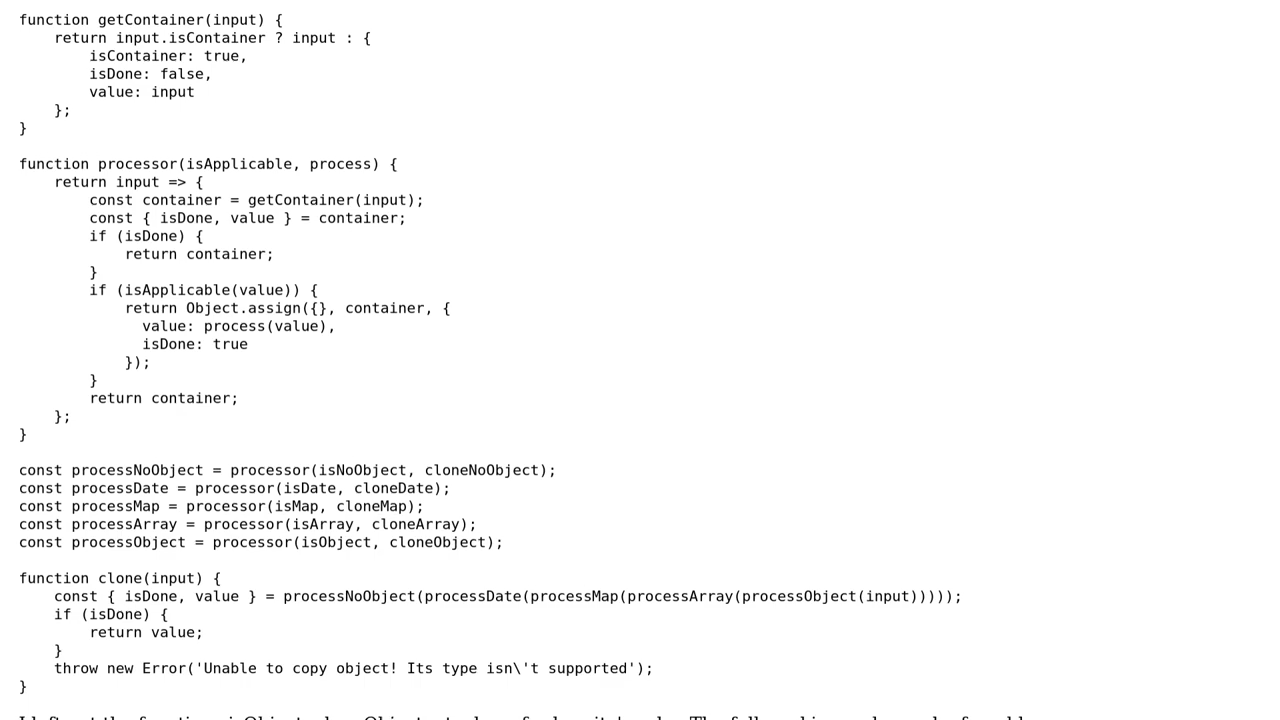 function getContainer(input) {
    return input.isContainer ? input : {
        isContainer: true,
        isDone: false,
        value: input
    };
}

function processor(isApplicable, process) {
    return input => {
        const container = getContainer(input);
        const { isDone, value } = container;
        if (isDone) {
            return container;
        }
        if (isApplicable(value)) {
            return Object.assign({}, container, {
              value: process(value),
              isDone: true
            });
        }
        return container;
    };
}

const processNoObject = processor(isNoObject, cloneNoObject);
const processDate = processor(isDate, cloneDate);
const processMap = processor(isMap, cloneMap);
const processArray = processor(isArray, cloneArray);
const processObject = processor(isObject, cloneObject);

function clone(input) {
    const { isDone, value } = processNoObject(processDate(processMap(processArray(processObject(input)))));
    if (isDone) {
        return value;
    }
    throw new Error('Unable to copy object! Its type isn\'t supported');
}